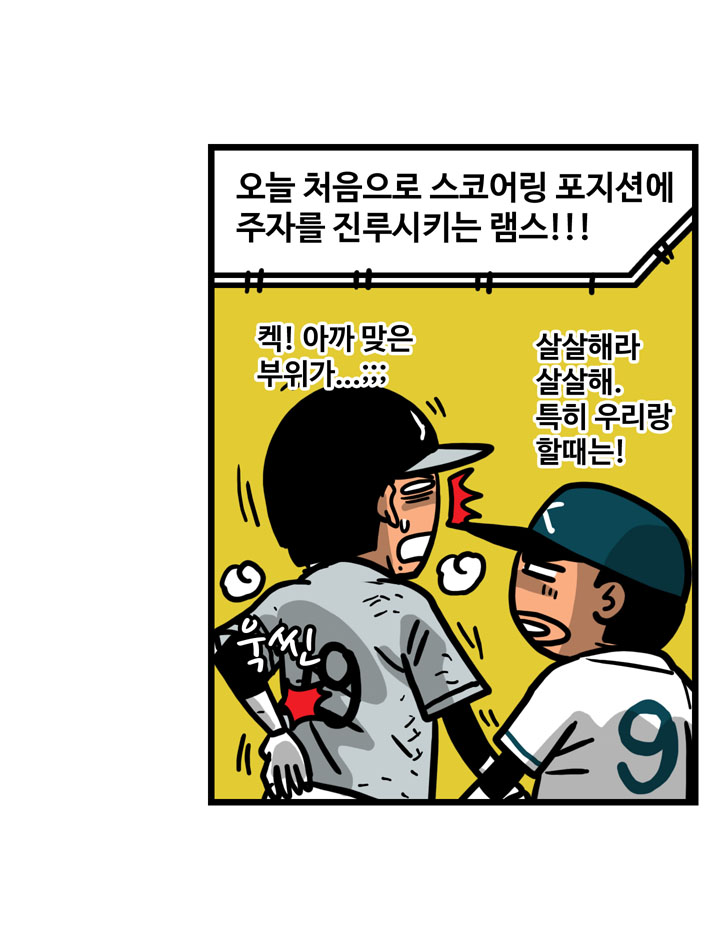 오늘 처음으로 스코어링 포지션에
주자를 진루시키는 램스!!!
켁! 아까 맞은
부위가...;;;
살살해라
살살해.
특히 우리랑
할때는!
욱씬
19
9